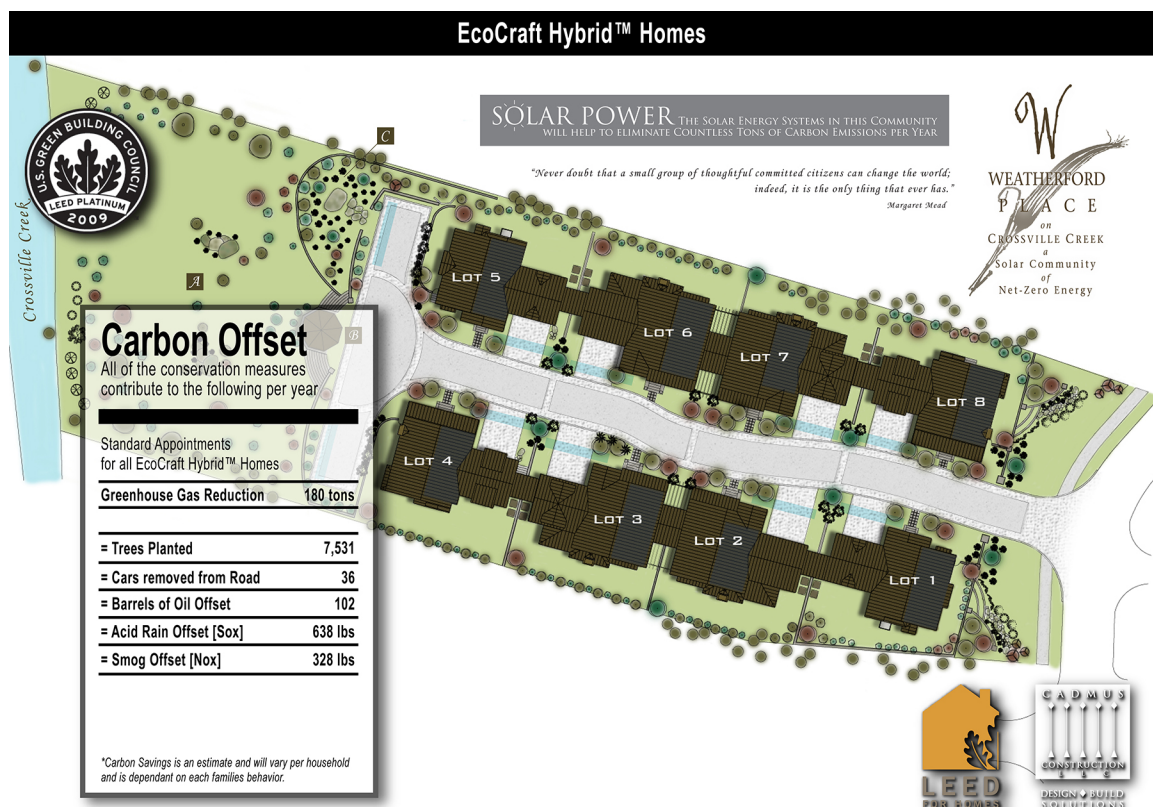 EcoCraft Hybrid™ Homes
SOLAR POWER THE SOLAR ENERGY SYSTEMS IN THIS COMMUNITY
WILL HELP TO ELIMINATE COUNTLESS TONS OF CARBON EMISSIONS PER YEAR
“Never doubt that a small group of thoughtful committed citizens can change the world;
indeed, it is the only thing that ever has.”
Margaret Mead
W
WEATHERFORD
PLACE
on
CROSSVILLE CREEK
a
Solar Community
of
Net-Zero Energy
U.S. GREEN BUILDING COUNCIL
LEED PLATINUM
2009
Crossville Creek
C
A
B
LOT 5
LOT 6
LOT 7
LOT 8
LOT 4
LOT 3
LOT 2
LOT 1
Carbon Offset
All of the conservation measures
contribute to the following per year
Standard Appointments
for all EcoCraft Hybrid™ Homes
Greenhouse Gas Reduction 180 tons
= Trees Planted 7,531
= Cars removed from Road 36
= Barrels of Oil Offset 102
= Acid Rain Offset [Sox] 638 lbs
= Smog Offset [Nox] 328 lbs
*Carbon Savings is an estimate and will vary per household
and is dependant on each families behavior.
LEED
FOR HOMES
CADMUS
CONSTRUCTION
LLC
DESIGN ♦ BUILD
SOLUTIONS